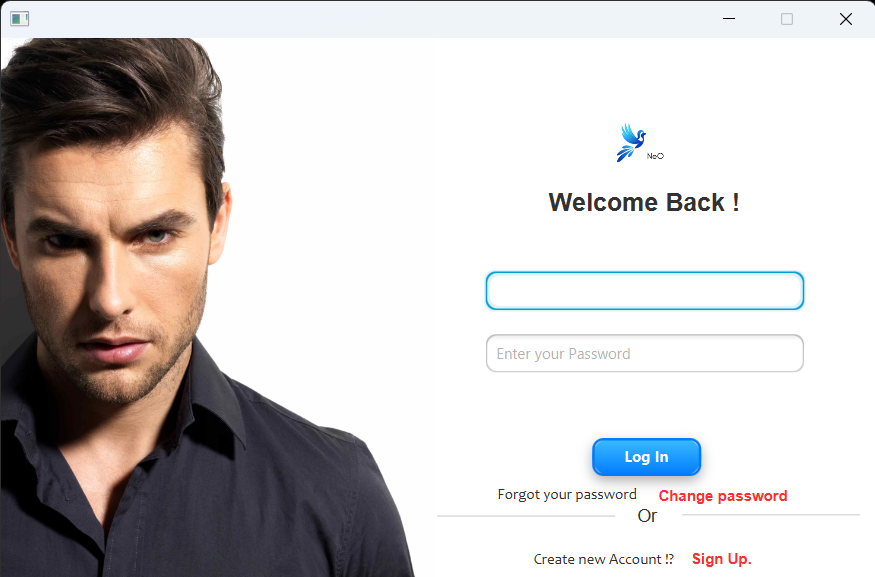 NeO
Welcome Back !
Enter your Password
Log In
Forgot your password Change password
Or
Create new Account !? Sign Up.